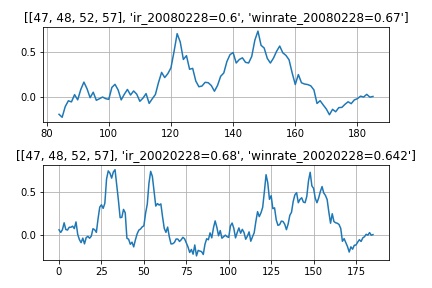 [[47, 48, 52, 57], 'ir_20080228=0.6', 'winrate_20080228=0.67']
0.5
0.0
80 100 120 140 160 180
[[47, 48, 52, 57], 'ir_20020228=0.68', 'winrate_20020228=0.642']
0.5
0.0
0 25 50 75 100 125 150 175